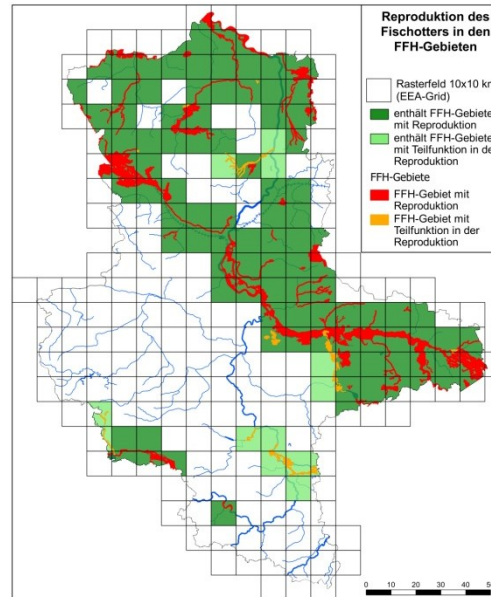 Reproduktion des
Fischotters in den
FFH-Gebieten
Rasterfeld 10x10 km
(EEA-Grid)
enthält FFH-Gebiete
mit Reproduktion
enthält FFH-Gebiete
mit Teilfunktion in der
Reproduktion
FFH-Gebiete
FFH-Gebiet mit
Reproduktion
FFH-Gebiet mit
Teilfunktion in der
Reproduktion
0 10 20 30 40 50